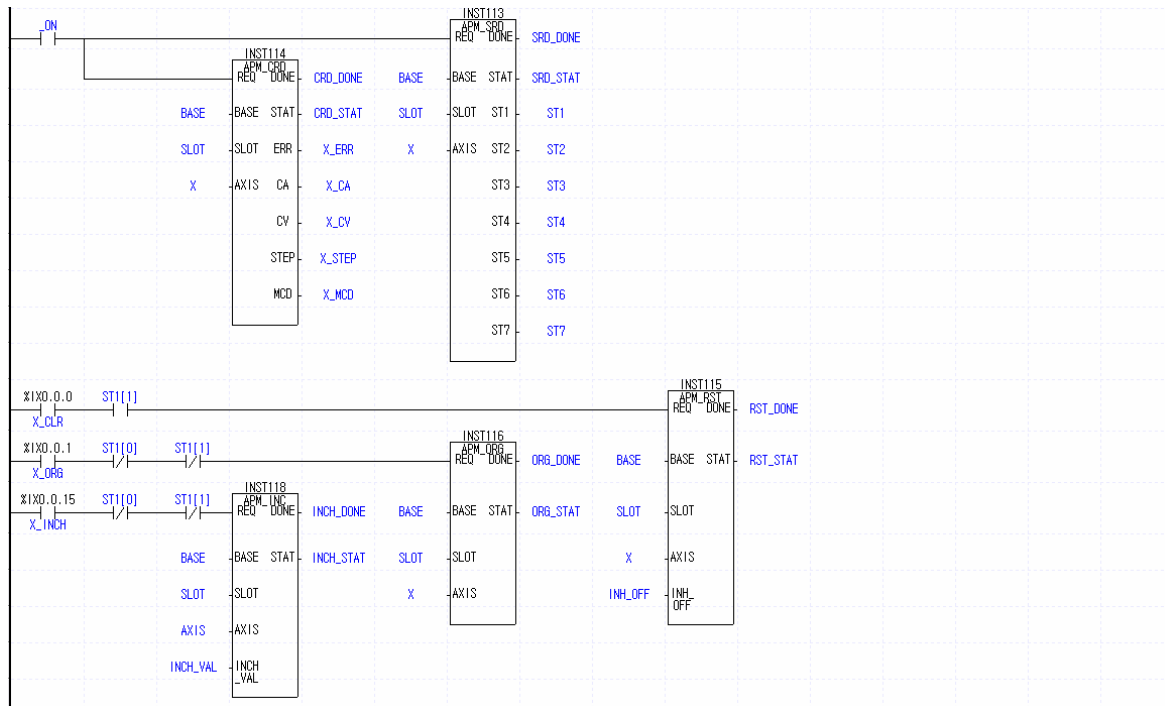 _ON
INST113
APM_SRD
REQ DONE SRD_DONE
INST114
APM_CRD
REQ DONE CRD_DONE BASE BASE STAT SRD_STAT
BASE BASE STAT CRD_STAT SLOT SLOT ST1 ST1
SLOT SLOT ERR X_ERR X AXIS ST2 ST2
X AXIS CA X_CA ST3 ST3
CV X_CV ST4 ST4
STEP X_STEP ST5 ST5
MCD X_MCD ST6 ST6
ST7 ST7
INST115
%IX0.0.0 ST1[1] APM_RST
REQ DONE RST_DONE
X_CLR
INST116
%IX0.0.1 ST1[0] ST1[1] APM_ORG
REQ DONE ORG_DONE BASE BASE STAT RST_STAT
X_ORG
INST118
%IX0.0.15 ST1[0] ST1[1] APM_INC
REQ DONE INCH_DONE BASE BASE STAT ORG_STAT SLOT SLOT
X_INCH
BASE BASE STAT INCH_STAT SLOT SLOT X AXIS
SLOT SLOT X AXIS INH_OFF INH_
OFF
AXIS AXIS
INCH_VAL INCH
_VAL